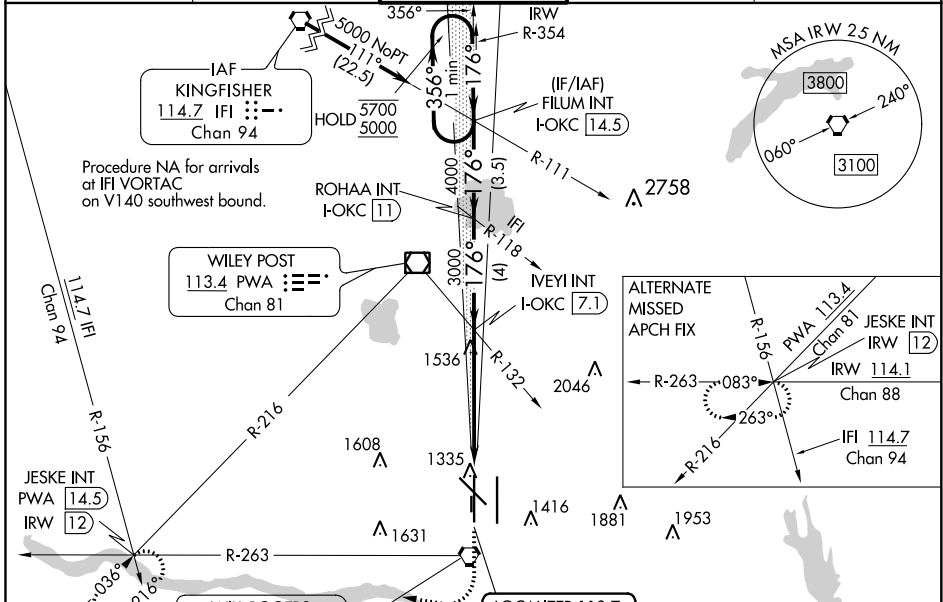 356°
IRW
R-354
5000 NoPT
111°
(22.5)
356°
1 min
176°
IAF
KINGFISHER
114.7 IFI
Chan 94
HOLD 5700
5000
(IF/IAF)
FILUM INT
I-OKC 14.5
MSA IRW 25 NM
3800
240°
060°
3100
Procedure NA for arrivals
at IFI VORTAC
on V140 southwest bound.
R-111
4000
176°
(3.5)
2758
ROHAA INT
I-OKC 11
IFI
R-118
WILEY POST
113.4 PWA
Chan 81
3000
176°
(4)
IVEYI INT
I-OKC 7.1
114.7 IFI
Chan 94
ALTERNATE
MISSED
APCH FIX
R-156
PWA 113.4
Chan 81
JESKE INT
IRW 12
IRW 114.1
Chan 88
R-263
083°
263°
R-216
IFI 114.7
Chan 94
1536
R-132
2046
R-216
R-156
1608
1335
JESKE INT
PWA 14.5
IRW 12
1631
1416
1881
1953
R-263
036°
216°
LOCALIZER